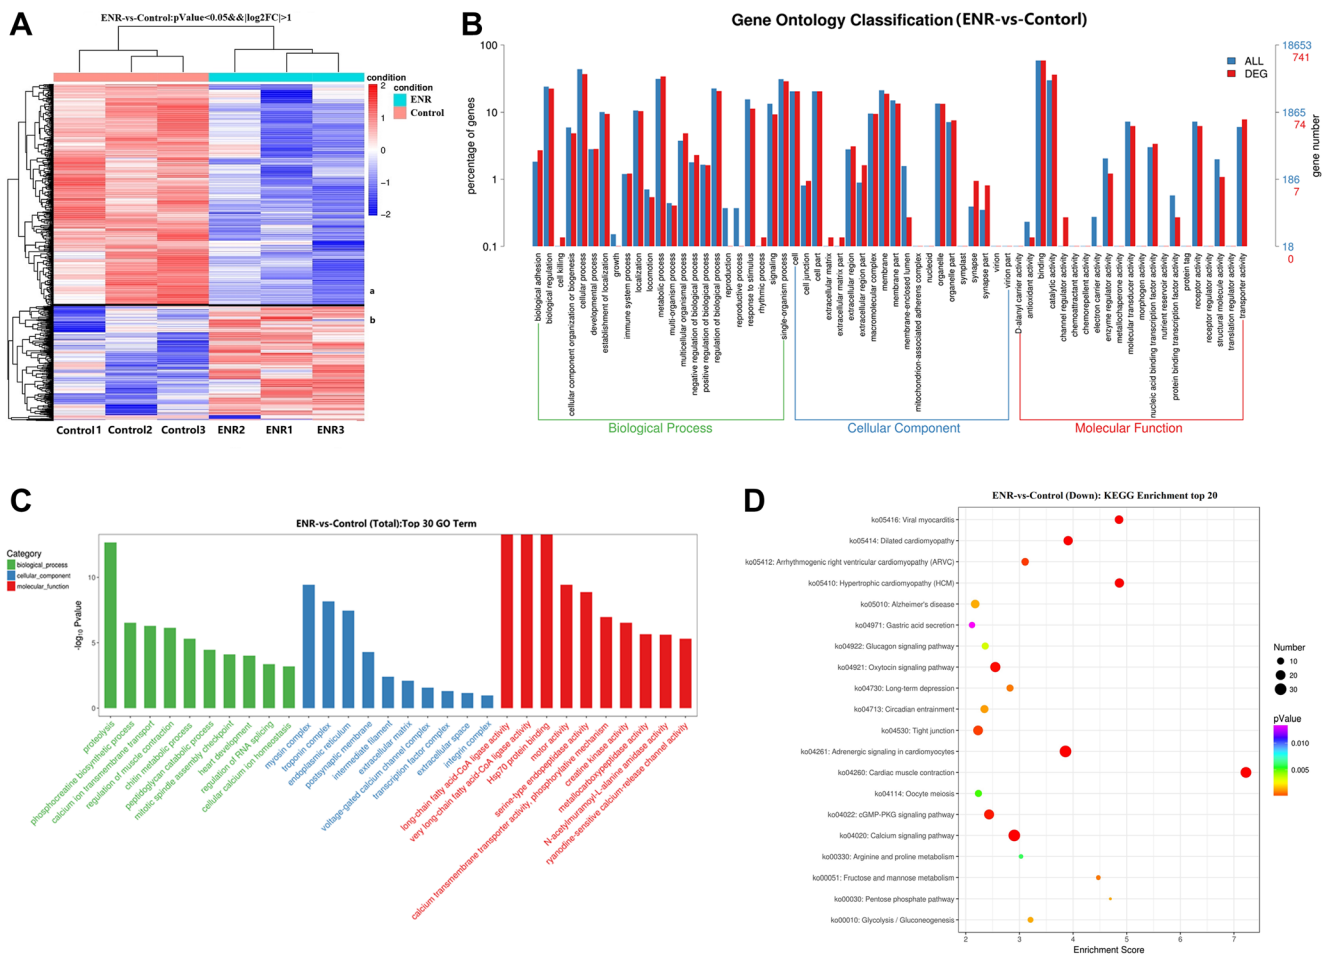 A
ENR-vs-Control:pValue<0.05&&|log2FC|>1
condition
2
1
0
−1
−2
condition
ENR
Control
a
b
Control1
Control2
Control3
ENR2
ENR1
ENR3
B
Gene Ontology Classification (ENR-vs-Contorl)
percentage of genes
100
10
1
0.1
ALL
DEG
18653
741
1865
74
186
7
18
0
gene number
biological adhesion
biological regulation
cell killing
cellular component organization or biogenesis
cellular process
developmental process
establishment of localization
growth
immune system process
localization
locomotion
metabolic process
multi-organism process
multicellular organismal process
negative regulation of biological process
positive regulation of biological process
regulation of biological process
reproduction
reproductive process
response to stimulus
rhythmic process
signaling
single-organism process
cell
cell junction
cell part
extracellular matrix
extracellular matrix part
extracellular region
extracellular region part
macromolecular complex
membrane
membrane part
membrane-enclosed lumen
mitochondrion-associated adherens complex
nucleoid
organelle
organelle part
symplast
synapse
synapse part
virion
virion part
D-alanyl carrier activity
antioxidant activity
binding
catalytic activity
channel regulator activity
chemoattractant activity
chemorepellent activity
electron carrier activity
enzyme regulator activity
metallochaperone activity
molecular transducer activity
morphogen activity
nucleic acid binding transcription factor activity
nutrient reservoir activity
protein binding transcription factor activity
protein tag
receptor activity
receptor regulator activity
structural molecule activity
translation regulator activity
transporter activity
Biological Process
Cellular Component
Molecular Function
C
ENR-vs-Control (Total):Top 30 GO Term
Category
biological_process
cellular_component
molecular_function
-log10 Pvalue
10
5
0
proteolysis
phosphocreatine biosynthetic process
calcium ion transmembrane transport
regulation of muscle contraction
chitin metabolic process
peptidoglycan catabolic process
mitotic spindle assembly checkpoint
heart development
regulation of RNA splicing
cellular calcium ion homeostasis
myosin complex
troponin complex
endoplasmic reticulum
postsynaptic membrane
intermediate filament
extracellular matrix
voltage-gated calcium channel complex
transcription factor complex
extracellular space
integrin complex
long-chain fatty acid-CoA ligase activity
very long-chain fatty acid-CoA ligase activity
Hsp70 protein binding
motor activity
serine-type endopeptidase activity
calcium transmembrane transporter activity, phosphorylative mechanism
creatine kinase activity
metallocarboxypeptidase activity
N-acetylmuramoyl-L-alanine amidase activity
ryanodine-sensitive calcium-release channel activity
D
ENR-vs-Control (Down): KEGG Enrichment top 20
ko05416: Viral myocarditis
ko05414: Dilated cardiomyopathy
ko05412: Arrhythmogenic right ventricular cardiomyopathy (ARVC)
ko05410: Hypertrophic cardiomyopathy (HCM)
ko05010: Alzheimer's disease
ko04971: Gastric acid secretion
ko04922: Glucagon signaling pathway
ko04921: Oxytocin signaling pathway
ko04730: Long-term depression
ko04713: Circadian entrainment
ko04530: Tight junction
ko04261: Adrenergic signaling in cardiomyocytes
ko04260: Cardiac muscle contraction
ko04114: Oocyte meiosis
ko04022: cGMP-PKG signaling pathway
ko04020: Calcium signaling pathway
ko00330: Arginine and proline metabolism
ko00051: Fructose and mannose metabolism
ko00030: Pentose phosphate pathway
ko00010: Glycolysis / Gluconeogenesis
2
3
4
5
6
7
Enrichment Score
Number
10
20
30
pValue
0.010
0.005